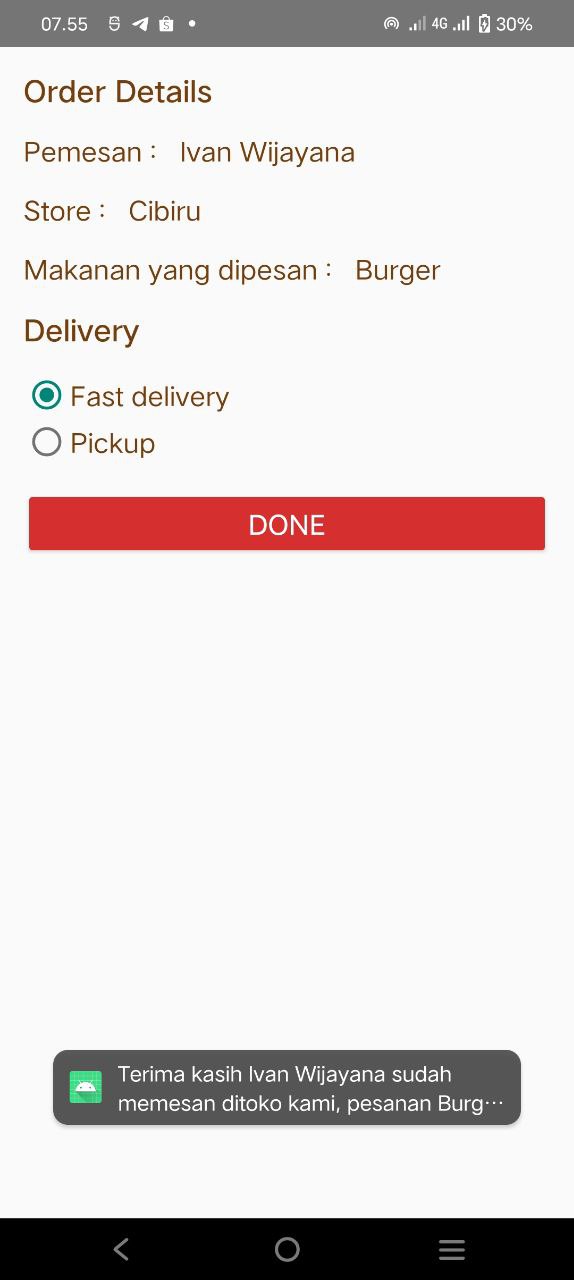 07.55 4G 30%
Order Details
Pemesan : Ivan Wijayana
Store : Cibiru
Makanan yang dipesan : Burger
Delivery
Fast delivery
Pickup
DONE
Terima kasih Ivan Wijayana sudah
memesan ditoko kami, pesanan Burg…